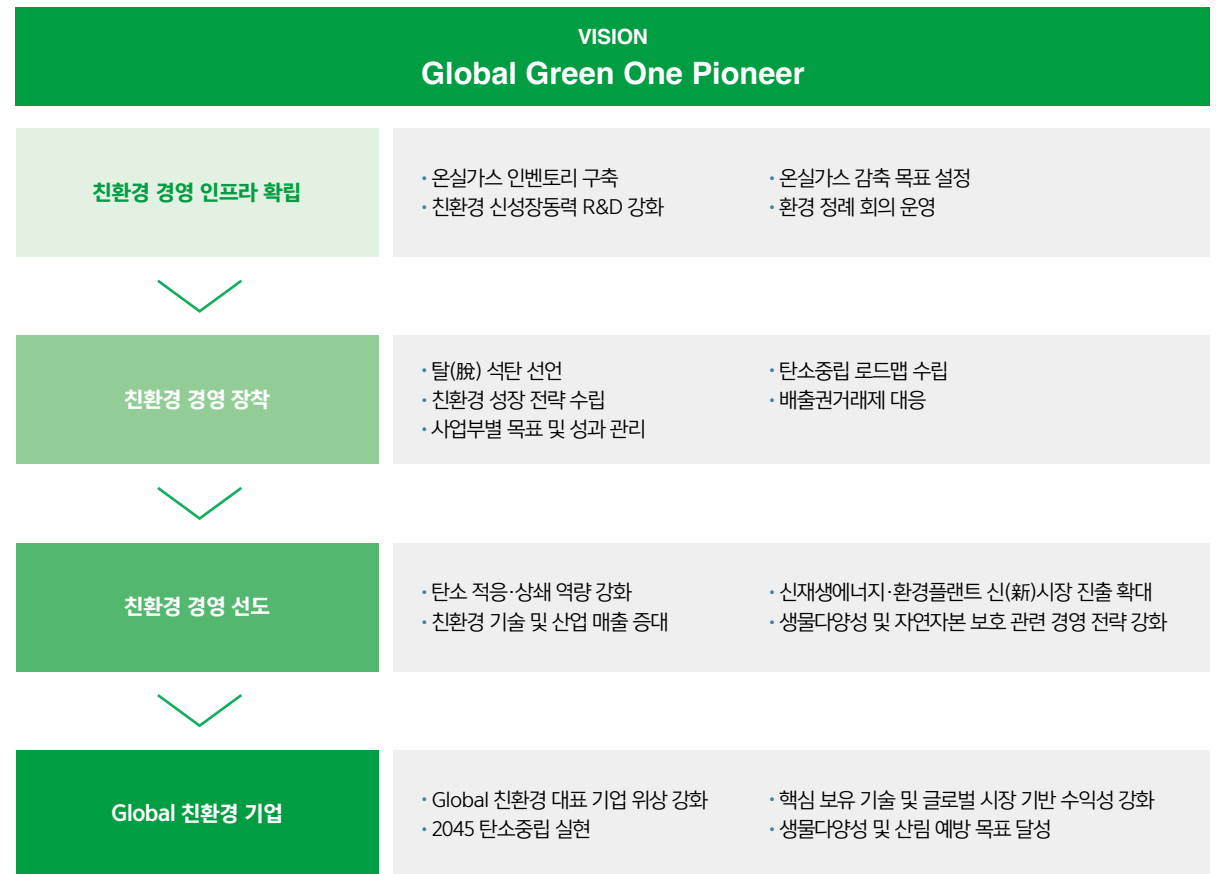 VISION
Global Green One Pioneer
친환경 경영 인프라 확립
• 온실가스 인벤토리 구축
• 친환경 신성장동력 R&D 강화
• 온실가스 감축 목표 설정
• 환경 정례 회의 운영
친환경 경영 장착
• 탈(脫) 석탄 선언
• 친환경 성장 전략 수립
• 사업부별 목표 및 성과 관리
• 탄소중립 로드맵 수립
• 배출권거래제 대응
친환경 경영 선도
• 탄소 적응·상쇄 역량 강화
• 친환경 기술 및 산업 매출 증대
• 신재생에너지·환경플랜트 신(新)시장 진출 확대
• 생물다양성 및 자연자본 보호 관련 경영 전략 강화
Global 친환경 기업
• Global 친환경 대표 기업 위상 강화
• 2045 탄소중립 실현
• 핵심 보유 기술 및 글로벌 시장 기반 수익성 강화
• 생물다양성 및 산림 예방 목표 달성